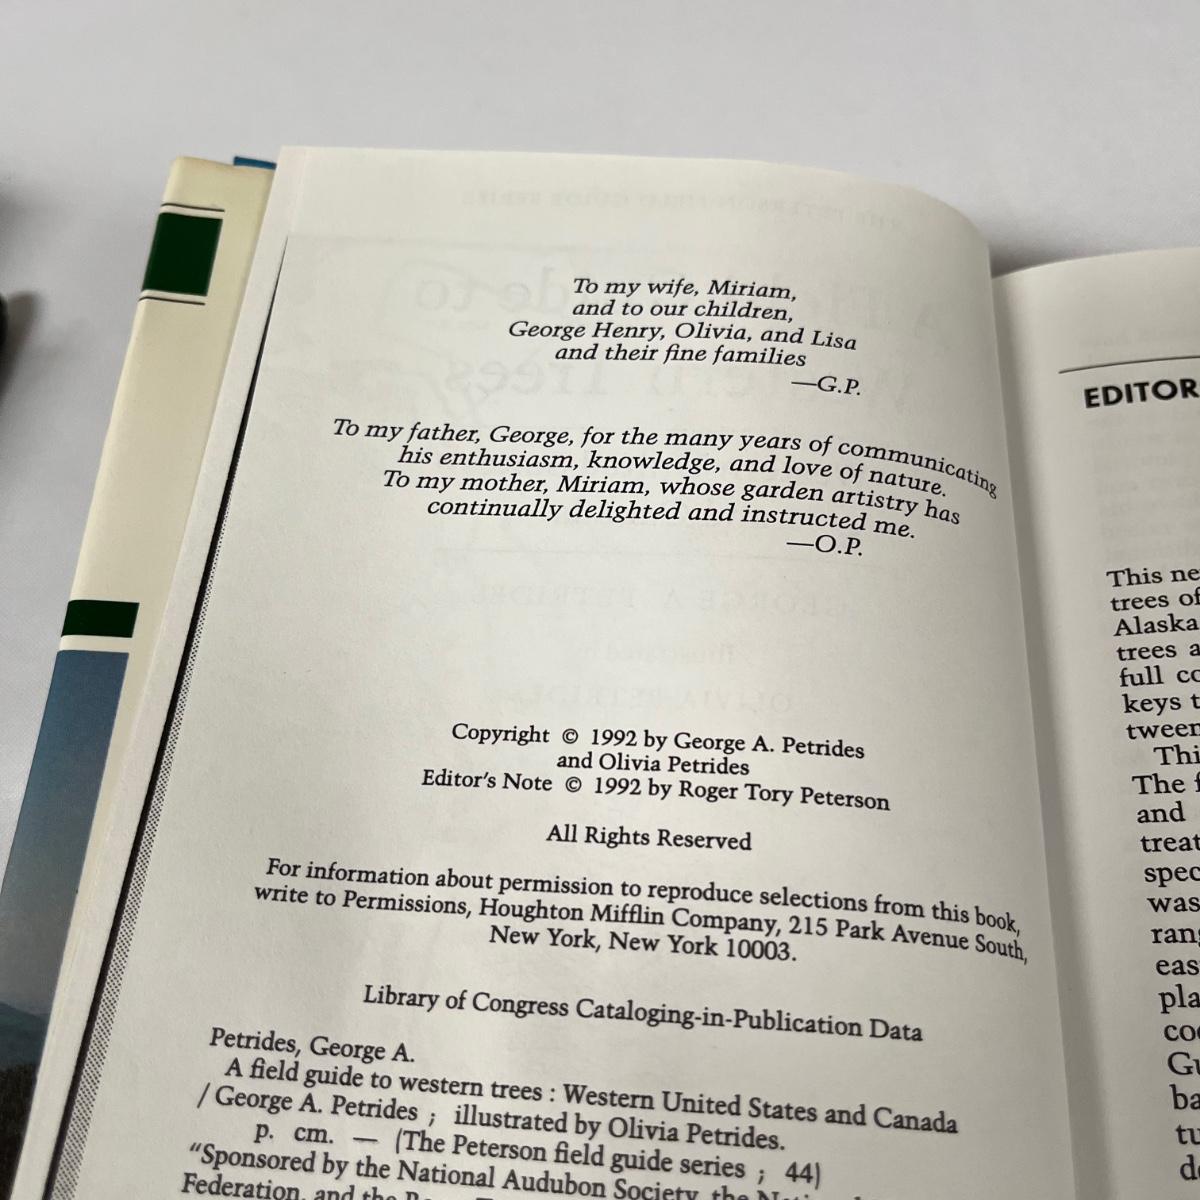 To my wife, Miriam,
and to our children,
George Henry, Olivia, and Lisa
and their fine families
—G.P.
To my father, George, for the many years of communicating
his enthusiasm, knowledge, and love of nature.
To my mother, Miriam, whose garden artistry has
continually delighted and instructed me.
—O.P.
Copyright © 1992 by George A. Petrides
and Olivia Petrides
Editor's Note © 1992 by Roger Tory Peterson
All Rights Reserved
For information about permission to reproduce selections from this book,
write to Permissions, Houghton Mifflin Company, 215 Park Avenue South,
New York, New York 10003.
Library of Congress Cataloging-in-Publication Data
Petrides, George A.
A field guide to western trees : Western United States and Canada
/ George A. Petrides ; illustrated by Olivia Petrides.
p. cm. — (The Peterson field guide series ; 44)
"Sponsored by the National Audubon Society, the
Federation, and the
EDITOR
This ne
trees of
Alaska
trees a
full co
keys t
tween
Thi
The f
and
treat
spec
was
rang
eas
pla
co
Gu
ba
tu
de